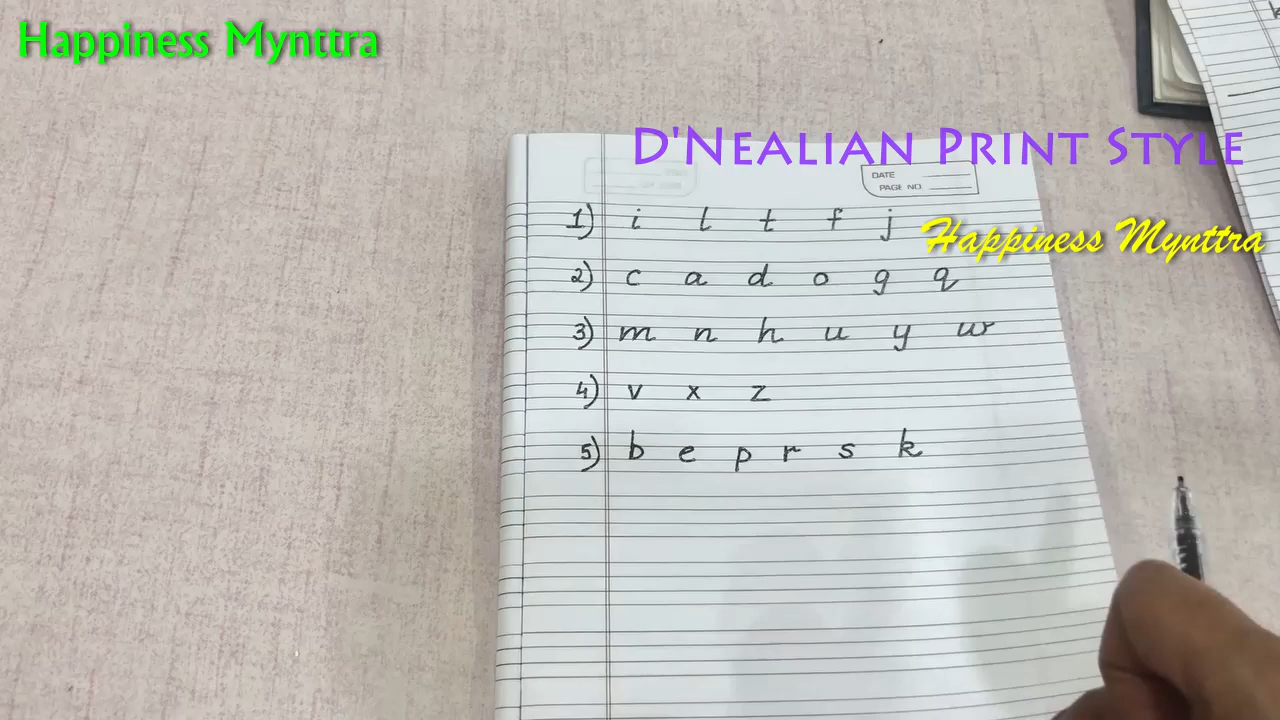 Happiness Mynttra
D'Nealian Print Style
DATE
PAGE NO
1) i l t f j
Happiness Mynttra
2) c a d o g q
3) m n h u y w
4) v x z
5) b e p r s k